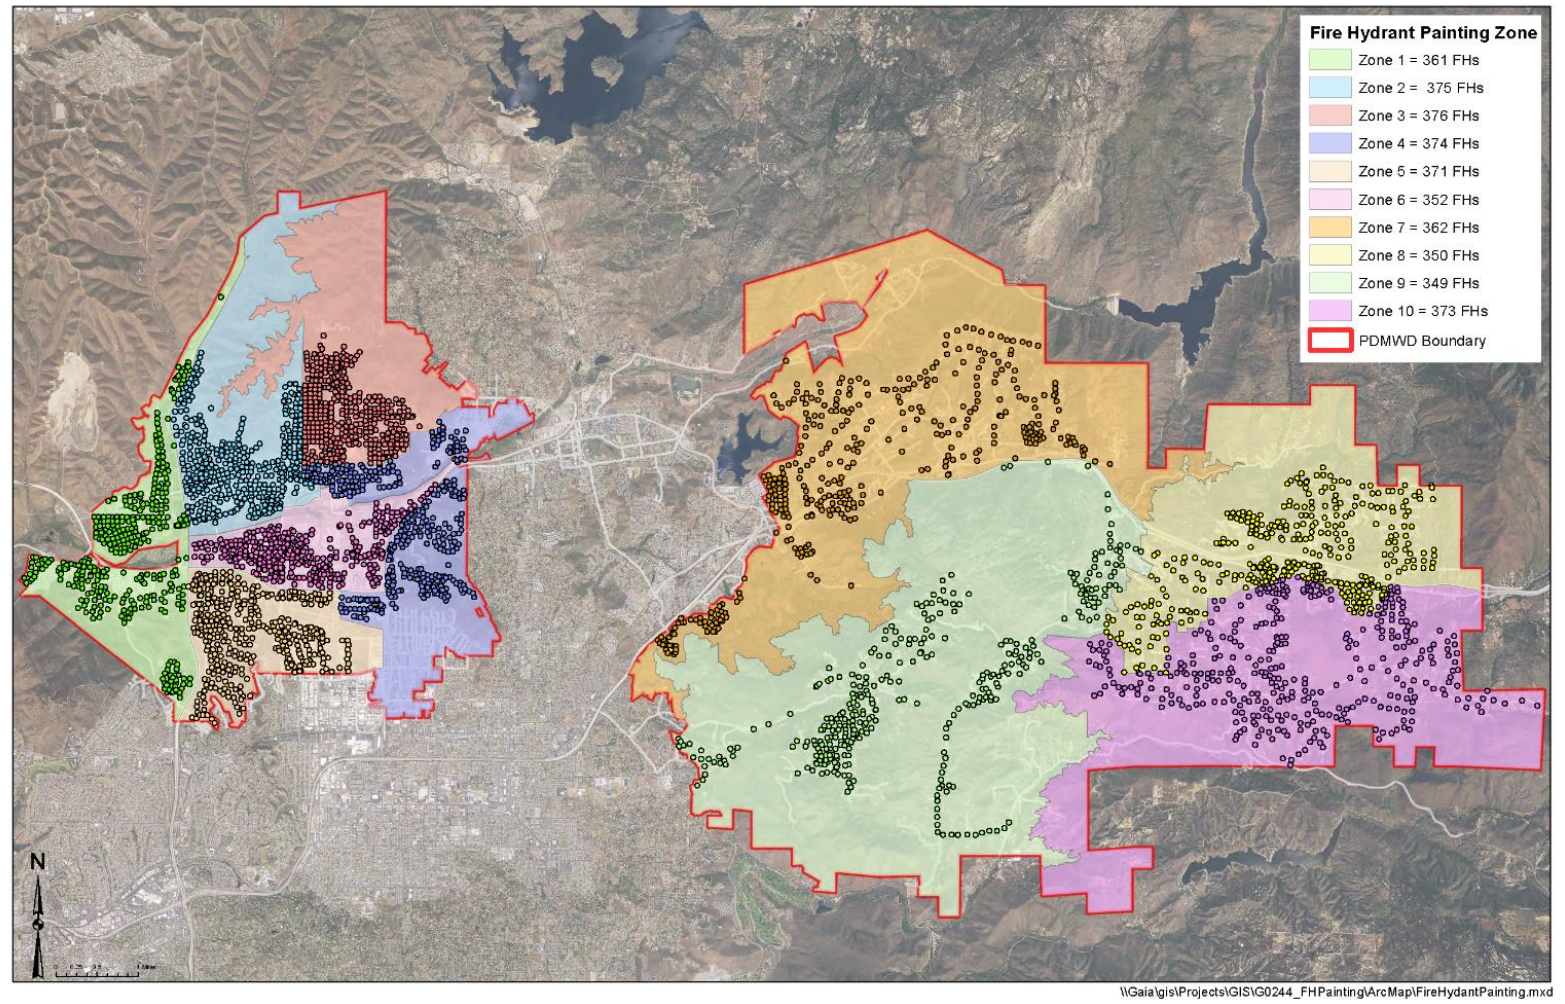 Fire Hydrant Painting Zone
Zone 1 = 361 FHs
Zone 2 = 375 FHs
Zone 3 = 376 FHs
Zone 4 = 374 FHs
Zone 5 = 371 FHs
Zone 6 = 352 FHs
Zone 7 = 362 FHs
Zone 8 = 350 FHs
Zone 9 = 349 FHs
Zone 10 = 373 FHs
PDMWD Boundary
N
\\Gaia\gis\Projects\GIS\G0244_FHPainting\ArcMap\FireHydantPainting.mxd